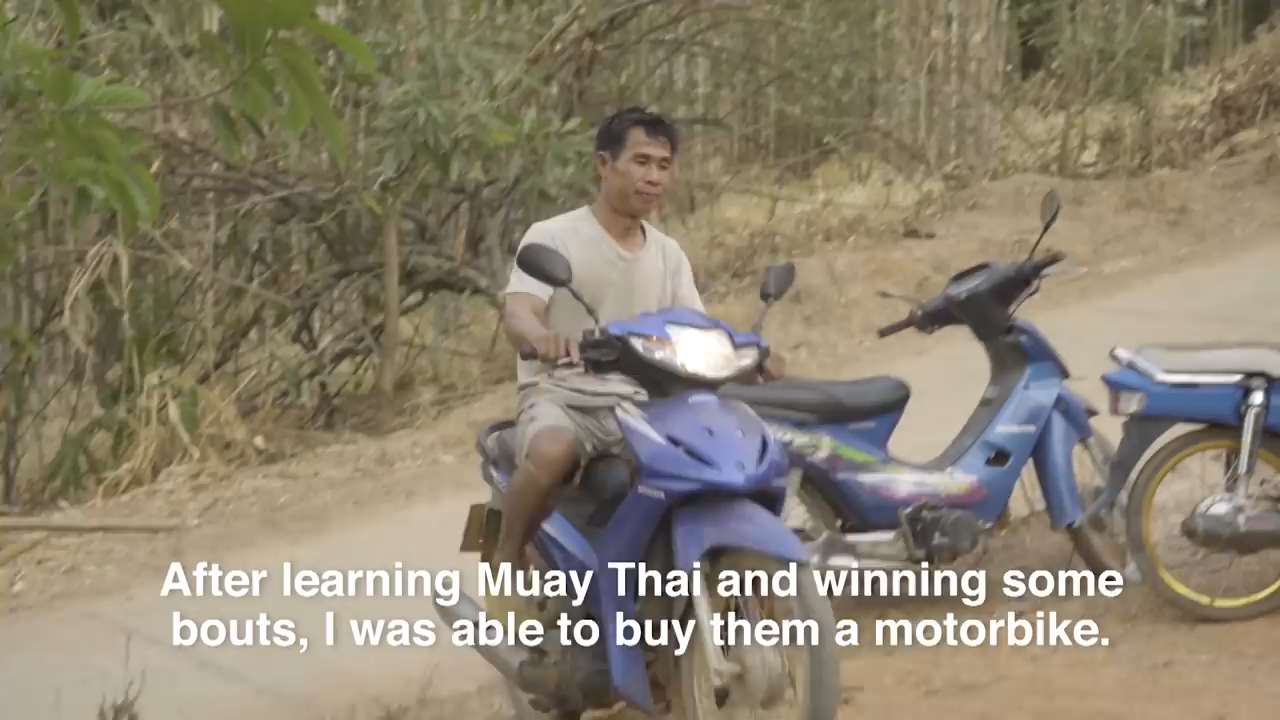 After learning Muay Thai and winning some
bouts, I was able to buy them a motorbike.